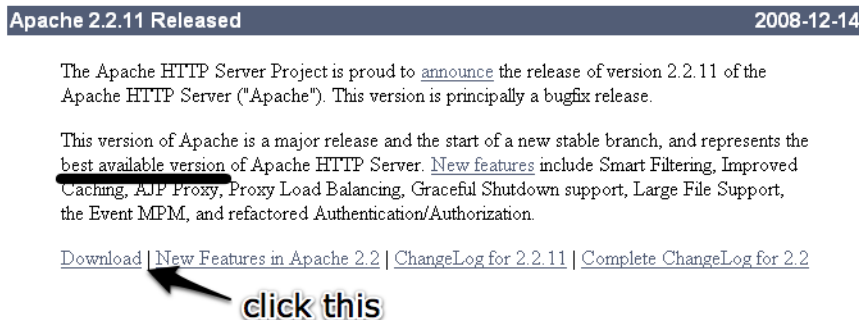 Apache 2.2.11 Released 2008-12-14
The Apache HTTP Server Project is proud to announce the release of version 2.2.11 of the
Apache HTTP Server ("Apache"). This version is principally a bugfix release.
This version of Apache is a major release and the start of a new stable branch, and represents the
best available version of Apache HTTP Server. New features include Smart Filtering, Improved
Caching, AJP Proxy, Proxy Load Balancing, Graceful Shutdown support, Large File Support,
the Event MPM, and refactored Authentication/Authorization.
Download | New Features in Apache 2.2 | ChangeLog for 2.2.11 | Complete ChangeLog for 2.2
click this